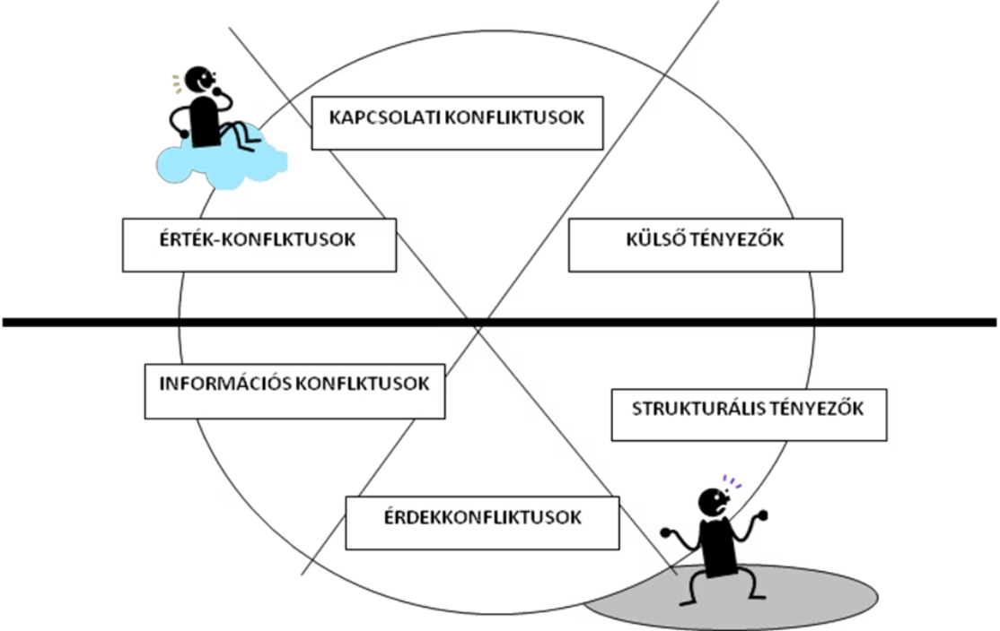 KAPCSOLATI KONFLIKTUSOK
ÉRTÉK-KONFLKTUSOK
KÜLSŐ TÉNYEZŐK
INFORMÁCIÓS KONFLKTUSOK
STRUKTURÁLIS TÉNYEZŐK
ÉRDEKKONFLIKTUSOK